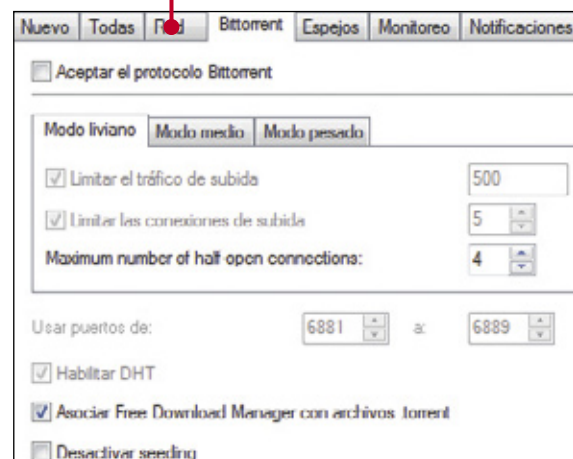 Nuevo Todas Red Bittorrent Espejos Monitoreo Notificaciones
Aceptar el protocolo Bittorrent
Modo liviano Modo medio Modo pesado
Limitar el tráfico de subida 500
Limitar las conexiones de subida 5
Maximum number of half-open connections: 4
Usar puertos de: 6881 a: 6889
Habilitar DHT
Asociar Free Download Manager con archivos .torrent
Desactivar seeding